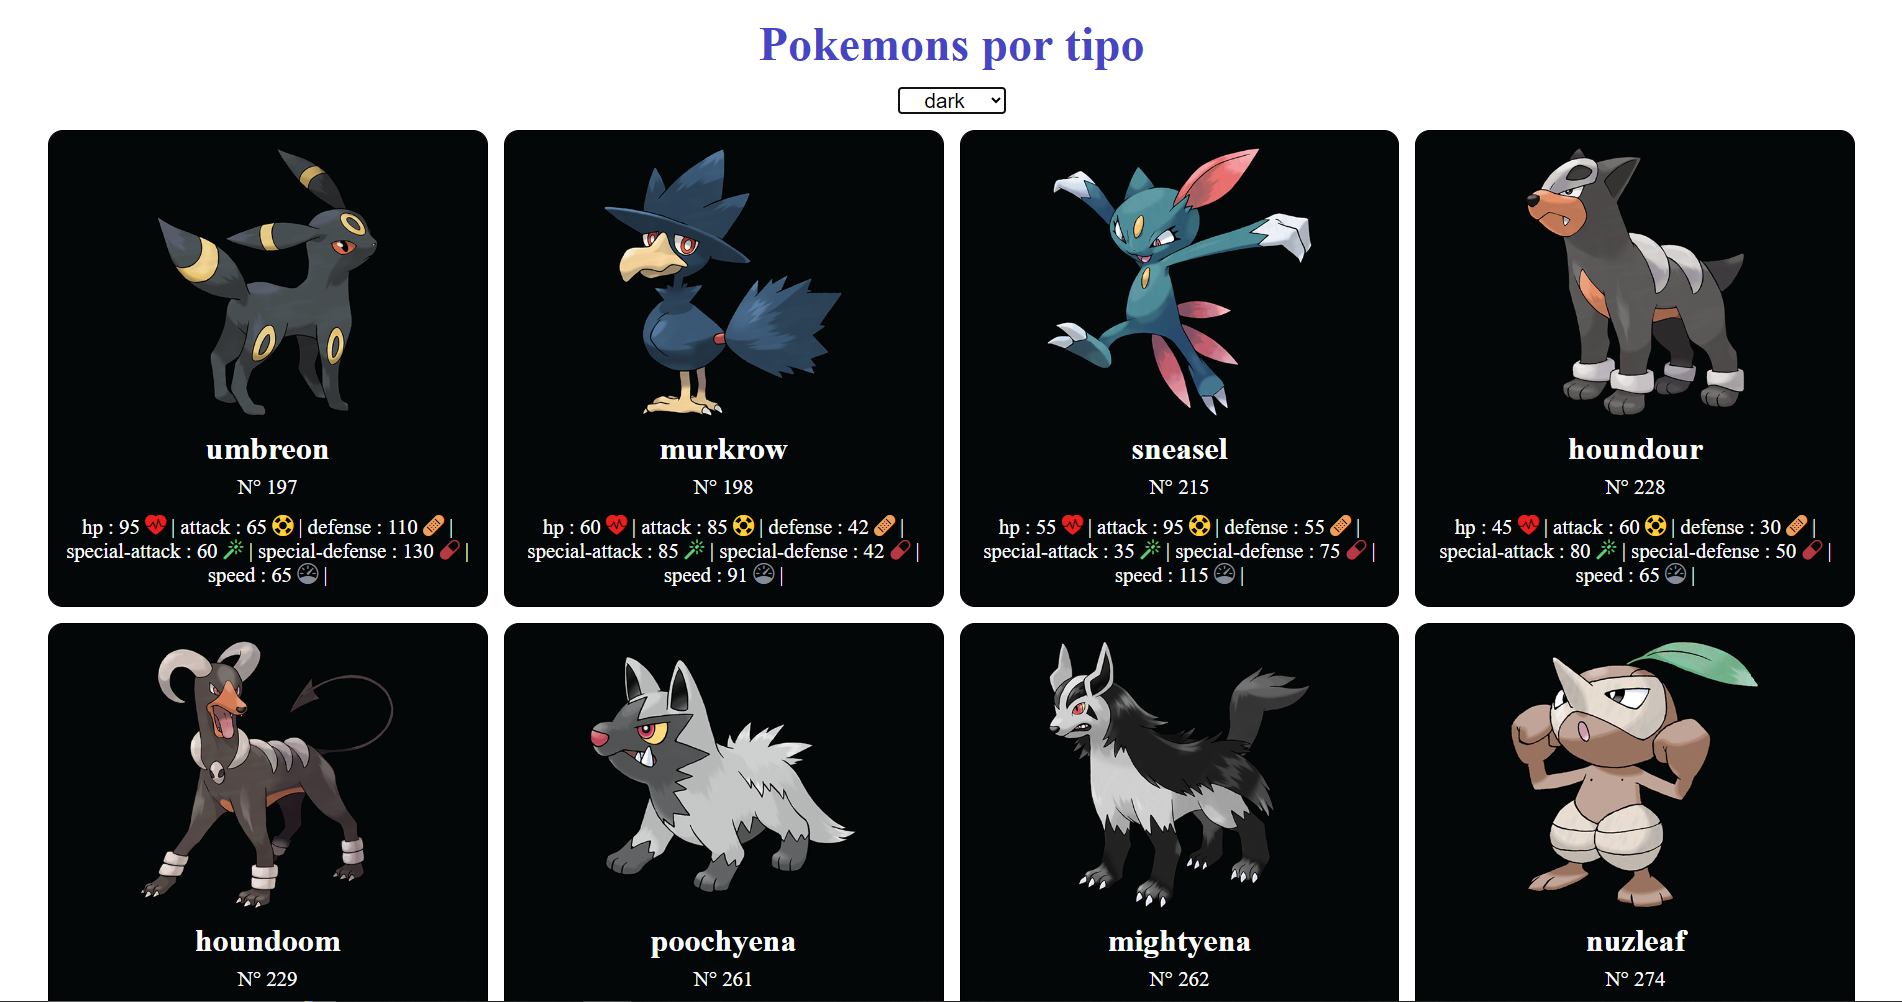 Pokemons por tipo
dark
umbreon
N° 197
hp : 95 | attack : 65 | defense : 110 |
special-attack : 60 | special-defense : 130 |
speed : 65 |
murkrow
N° 198
hp : 60 | attack : 85 | defense : 42 |
special-attack : 85 | special-defense : 42 |
speed : 91 |
sneasel
N° 215
hp : 55 | attack : 95 | defense : 55 |
special-attack : 35 | special-defense : 75 |
speed : 115 |
houndour
N° 228
hp : 45 | attack : 60 | defense : 30 |
special-attack : 80 | special-defense : 50 |
speed : 65 |
houndoom
N° 229
poochyena
N° 261
mightyena
N° 262
nuzleaf
N° 274